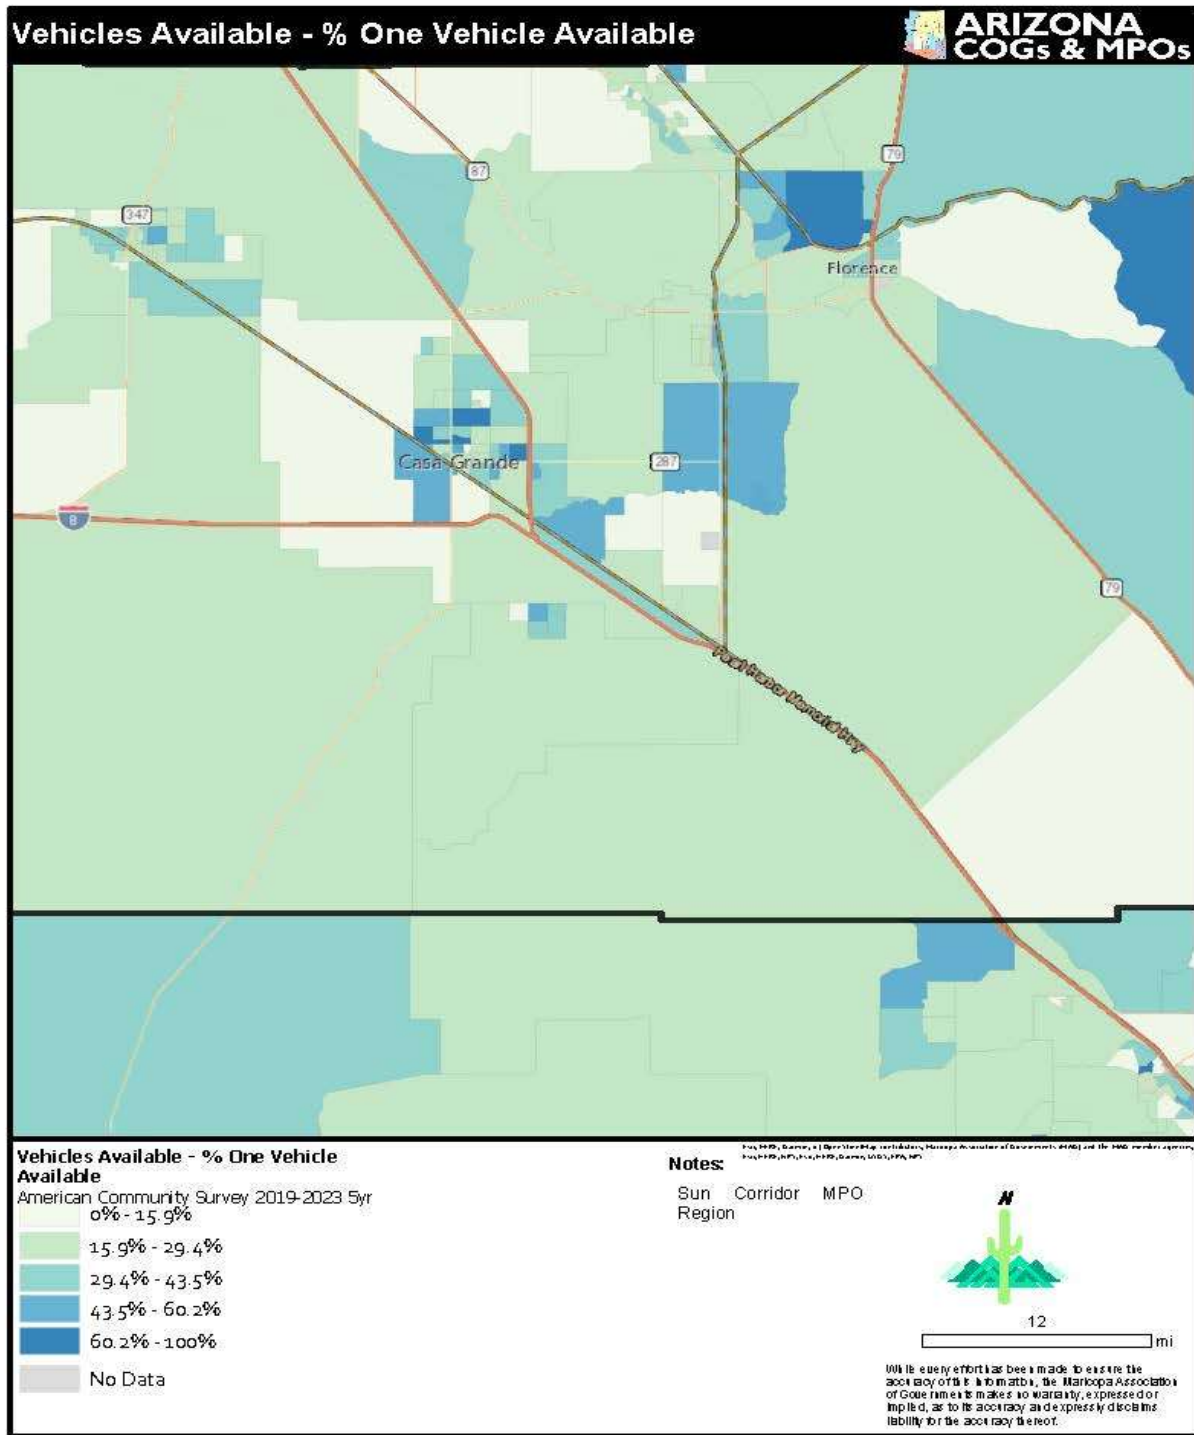 Vehicles Available - % One Vehicle Available
ARIZONA
COGs & MPOs
87
79
347
Florence
Casa Grande
287
8
79
Pearl Harbor Memorial Hwy
Vehicles Available - % One Vehicle
Available
American Community Survey 2019-2023 5yr
0% - 15.9%
15.9% - 29.4%
29.4% - 43.5%
43.5% - 60.2%
60.2% - 100%
No Data
Notes:
Sun Corridor MPO
Region
N
12
mi
While every effort has been made to ensure the
accuracy of this information, the Maricopa Association
of Governments makes no warranty, expressed or
implied, as to its accuracy and expressly disclaims
liability for the accuracy thereof.